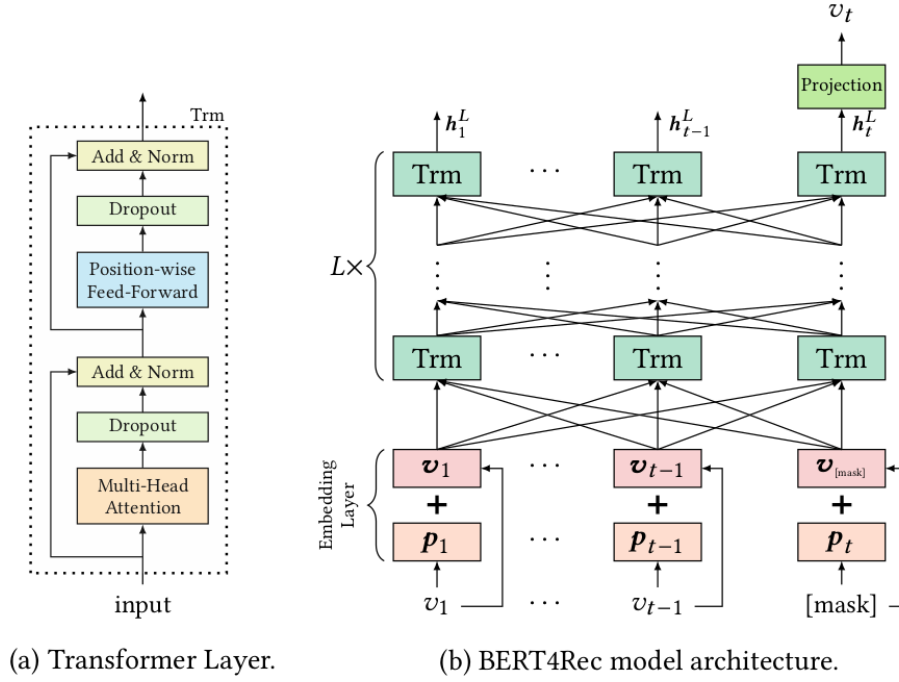 Trm
Add & Norm
Dropout
Position-wise
Feed-Forward
Add & Norm
Dropout
Multi-Head
Attention
input
(a) Transformer Layer.
v_t
Projection
h_1^L
h_{t−1}^L
h_t^L
Trm ··· Trm Trm
L×
Trm ··· Trm Trm
Embedding
Layer
v_1 ··· v_{t−1} v_[mask]
+ + +
p_1 ··· p_{t−1} p_t
v_1 ··· v_{t−1} [mask]
(b) BERT4Rec model architecture.